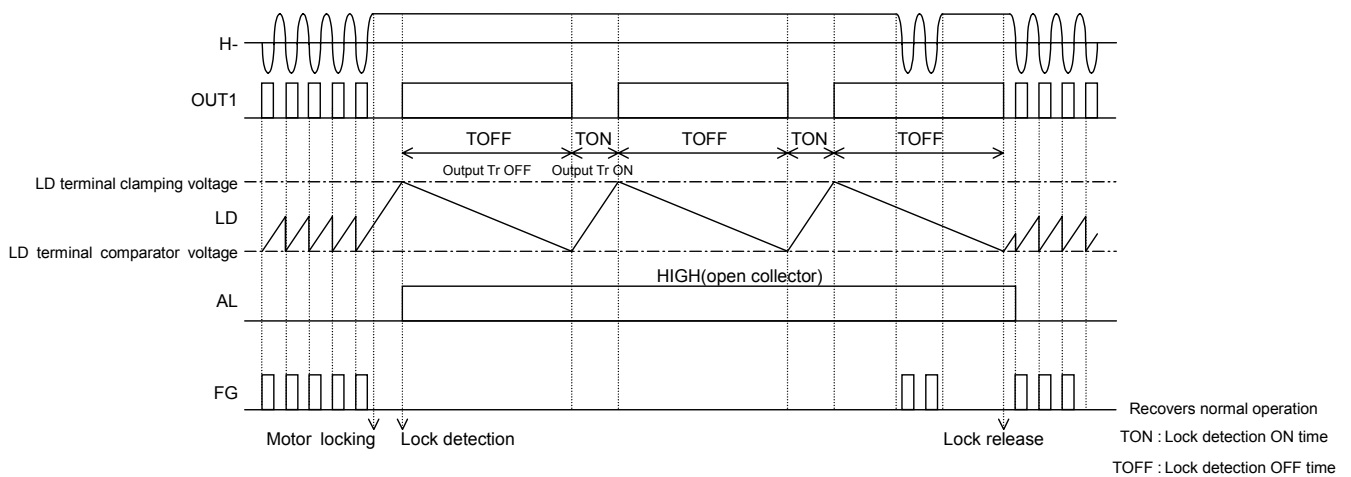 H-
OUT1
TOFF TON TOFF TON TOFF
Output Tr OFF Output Tr ON
LD terminal clamping voltage
LD
LD terminal comparator voltage
HIGH(open collector)
AL
FG
Recovers normal operation
Motor locking Lock detection Lock release TON : Lock detection ON time
TOFF : Lock detection OFF time